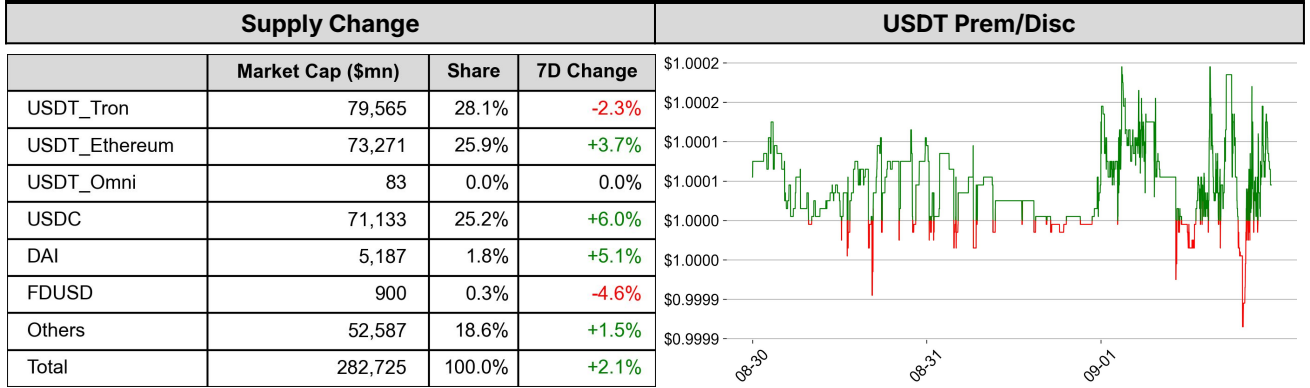 Supply Change
USDT Prem/Disc
Market Cap ($mn) Share 7D Change
USDT_Tron 79,565 28.1% -2.3%
USDT_Ethereum 73,271 25.9% +3.7%
USDT_Omni 83 0.0% 0.0%
USDC 71,133 25.2% +6.0%
DAI 5,187 1.8% +5.1%
FDUSD 900 0.3% -4.6%
Others 52,587 18.6% +1.5%
Total 282,725 100.0% +2.1%
$1.0002
$1.0002
$1.0001
$1.0001
$1.0000
$1.0000
$0.9999
$0.9999
08-30
08-31
09-01